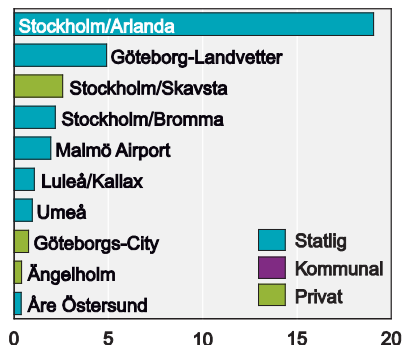 Stockholm/Arlanda
Göteborg-Landvetter
Stockholm/Skavsta
Stockholm/Bromma
Malmö Airport
Luleå/Kallax
Umeå
Göteborgs-City
Ängelholm
Åre Östersund
Statlig
Kommunal
Privat
0 5 10 15 20